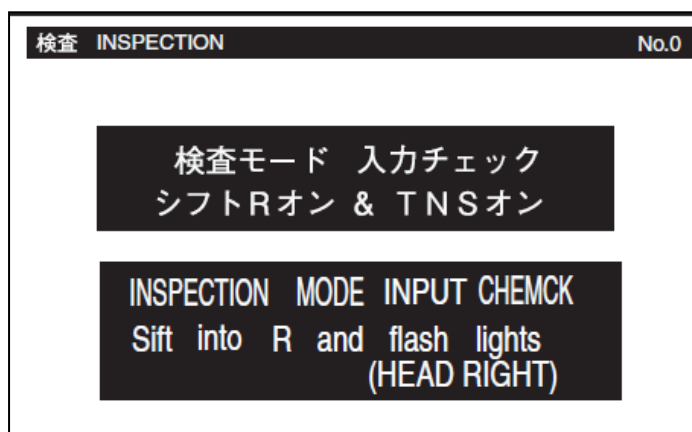 検査 INSPECTION No.0
検査モード 入力チェック
シフトRオン & TNSオン
INSPECTION MODE INPUT CHEMCK
Sift into R and flash lights
(HEAD RIGHT)